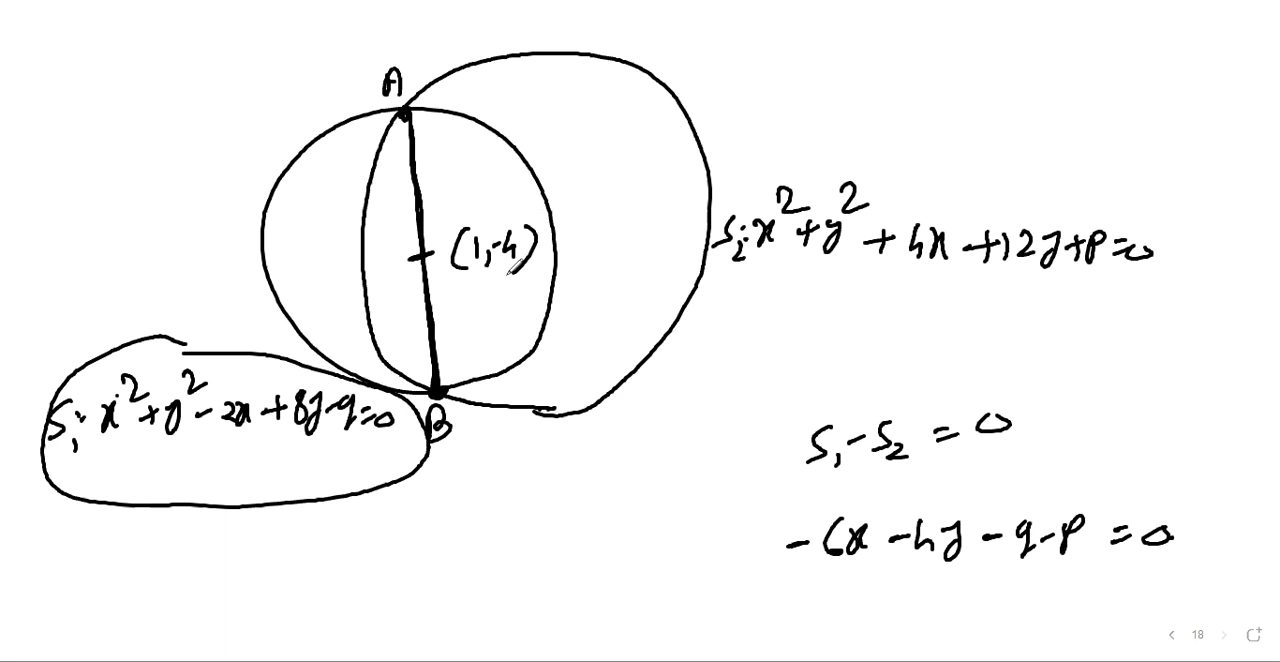 A
S₂: x² + y² + 4x + 12y + p = 0
(1, -4)
S₁: x² + y² - 2x + 8y - q = 0
B
S₁ - S₂ = 0
- 6x - 4y - q - p = 0
18